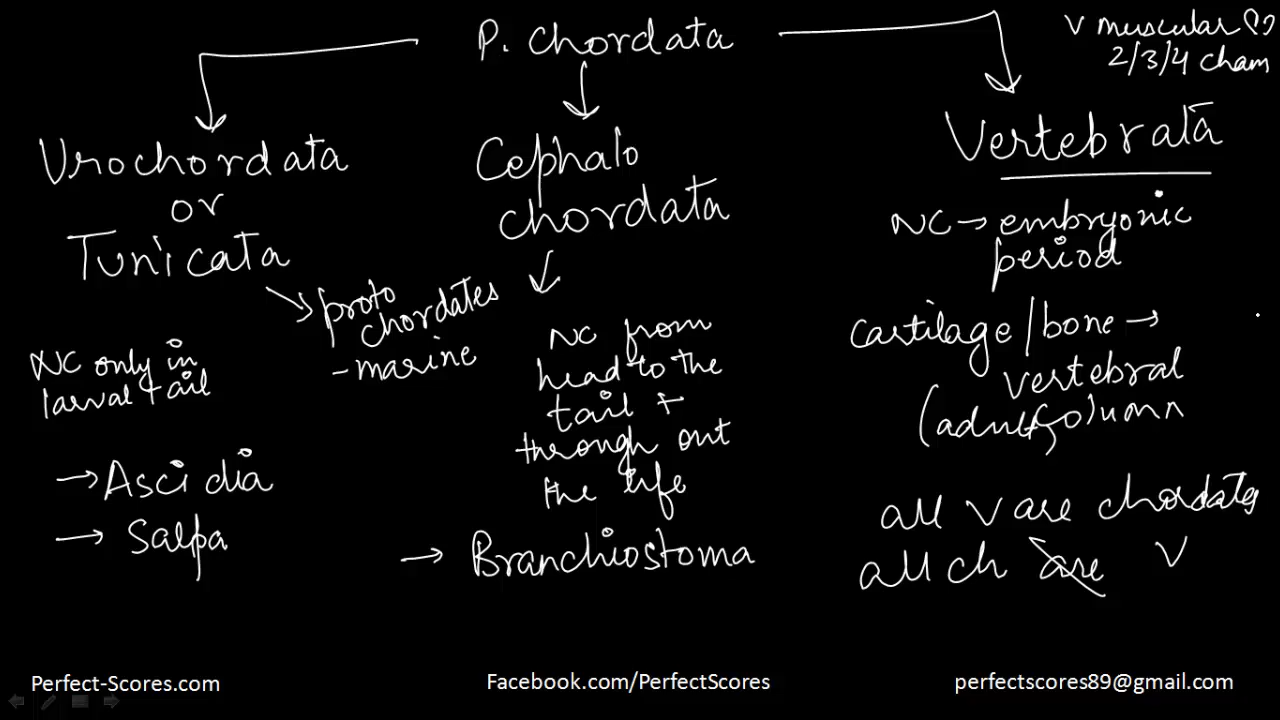 P. Chordata
V muscular
2/3/4 cham
Urochordata
or
Tunicata
Cephalo
chordata
Vertebrata
proto
chordates
- marine
NC only in
larval tail
→ Ascidia
→ Salpa
NC from
head to the
tail +
through out
the life
→ Branchiostoma
NC → embryonic
period
cartilage/bone →
vertebral
(adult) column
all V are chordates
all ch are V
Perfect-Scores.com
Facebook.com/PerfectScores
perfectscores89@gmail.com